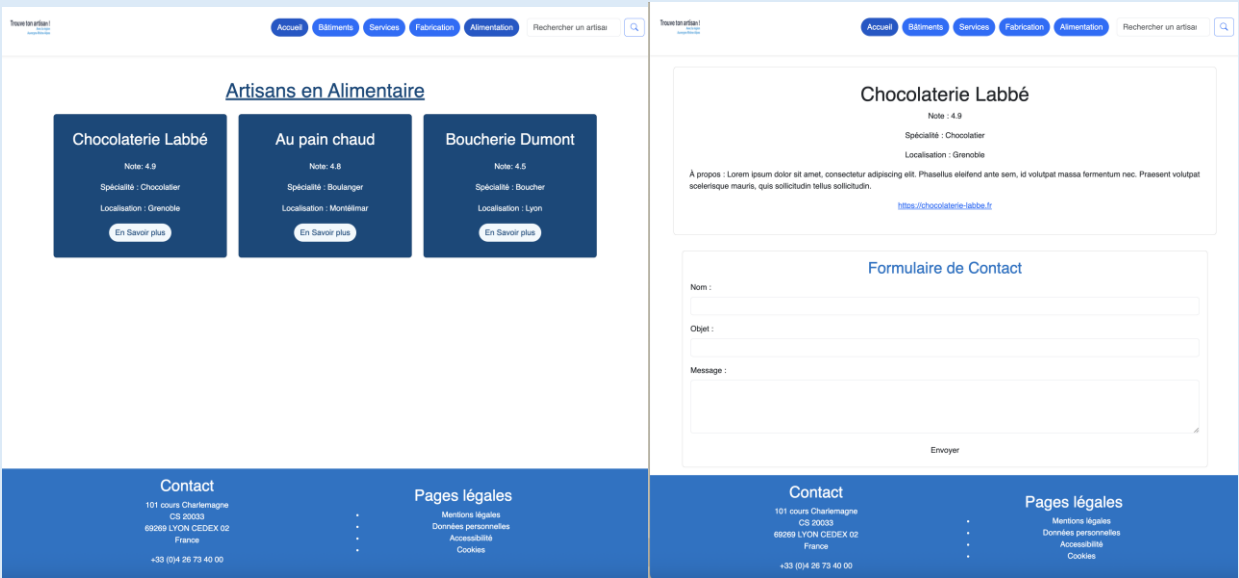 Trouve ton artisan !
Accueil
Bâtiments
Services
Fabrication
Alimentation
Rechercher un artisa
Artisans en Alimentaire
Chocolaterie Labbé
Note: 4.9
Spécialité : Chocolatier
Localisation : Grenoble
En Savoir plus
Au pain chaud
Note: 4.8
Spécialité : Boulanger
Localisation : Montélimar
En Savoir plus
Boucherie Dumont
Note: 4.5
Spécialité : Boucher
Localisation : Lyon
En Savoir plus
Contact
101 cours Charlemagne
CS 20033
69269 LYON CEDEX 02
France
+33 (0)4 26 73 40 00
Pages légales
Mentions légales
Données personnelles
Accessibilité
Cookies
Trouve ton artisan !
Accueil
Bâtiments
Services
Fabrication
Alimentation
Rechercher un artisa
Chocolaterie Labbé
Note : 4.9
Spécialité : Chocolatier
Localisation : Grenoble
À propos : Lorem ipsum dolor sit amet, consectetur adipiscing elit. Phasellus eleifend ante sem, id volutpat massa fermentum nec. Praesent volutpat
scelerisque mauris, quis sollicitudin tellus sollicitudin.
https://chocolaterie-labbe.fr
Formulaire de Contact
Nom :
Objet :
Message :
Envoyer
Contact
101 cours Charlemagne
CS 20033
69269 LYON CEDEX 02
France
+33 (0)4 26 73 40 00
Pages légales
Mentions légales
Données personnelles
Accessibilité
Cookies